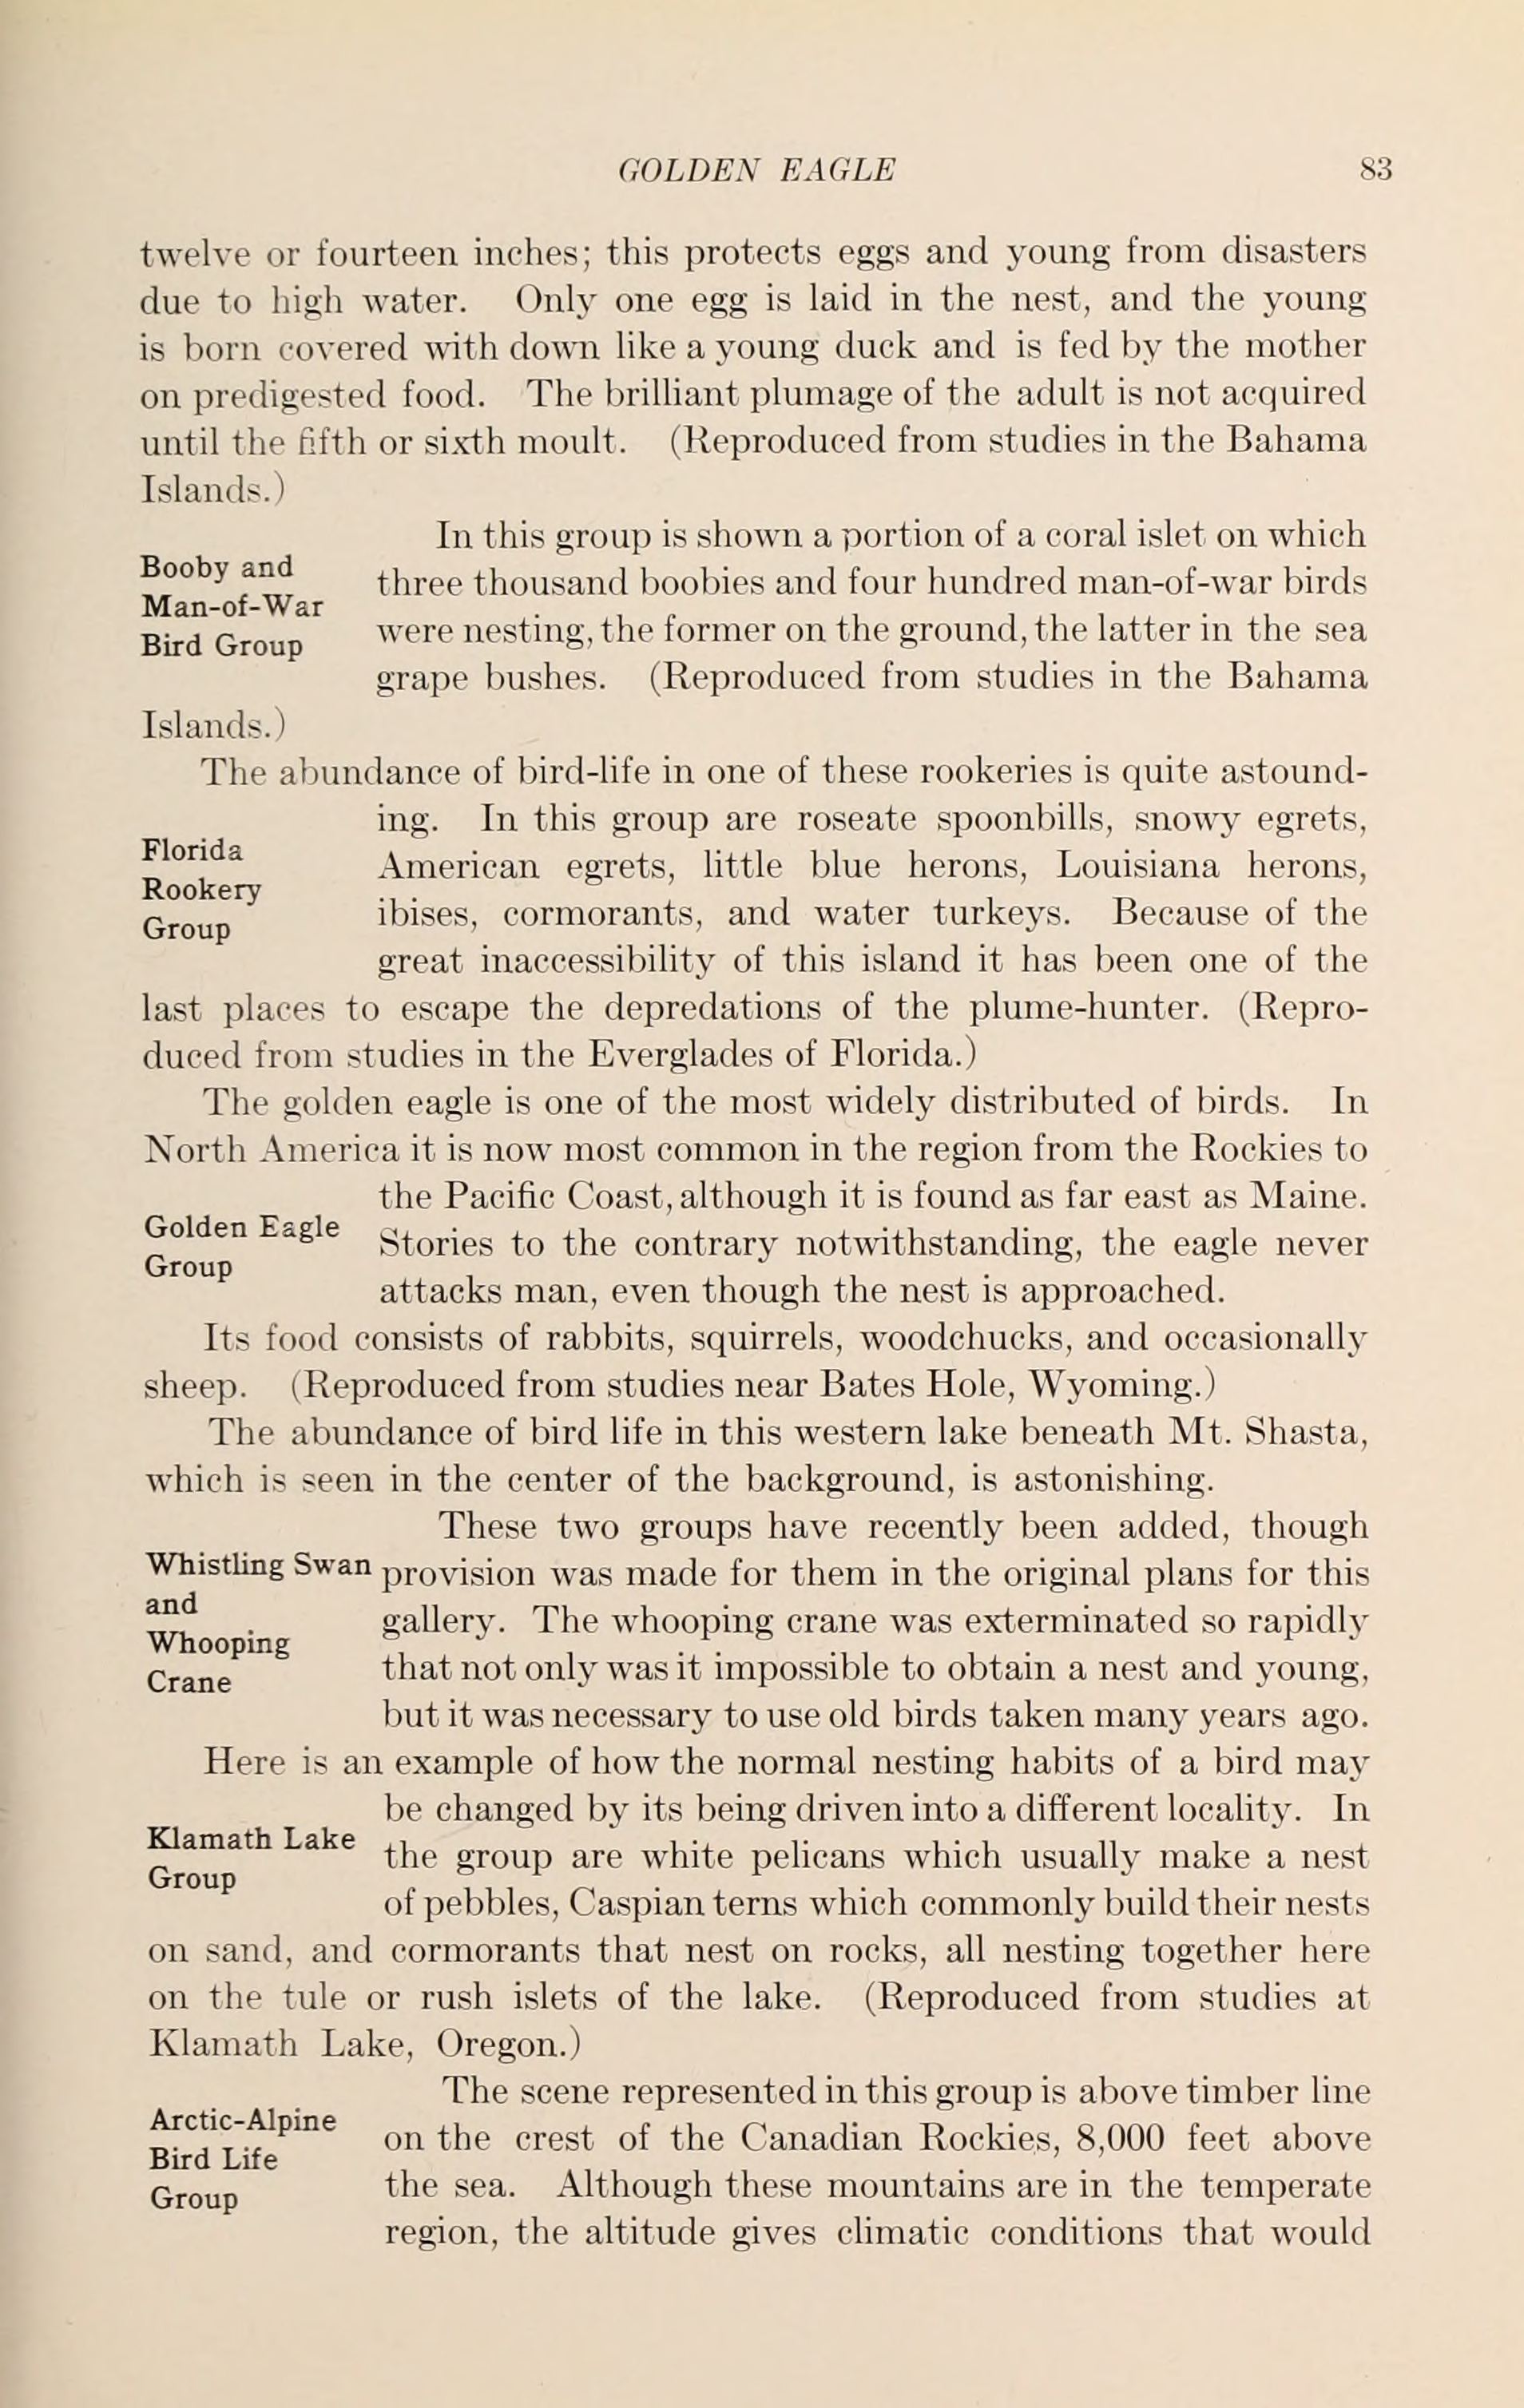 GOLDEN EAGLE 83
twelve or fourteen inches; this protects eggs and young from disasters
due to high water. Only one egg is laid in the nest, and the young
is born covered with down like a young duck and is fed by the mother
on predigested food. The brilliant plumage of the adult is not acquired
until the fifth or sixth moult. (Reproduced from studies in the Bahama
Islands.)
Booby and
Man-of-War
Bird Group
In this group is shown a portion of a coral islet on which
three thousand boobies and four hundred man-of-war birds
were nesting, the former on the ground, the latter in the sea
grape bushes. (Reproduced from studies in the Bahama
Islands.)
The abundance of bird-life in one of these rookeries is quite astound-
Florida
Rookery
Group
ing. In this group are roseate spoonbills, snowy egrets,
American egrets, little blue herons, Louisiana herons,
ibises, cormorants, and water turkeys. Because of the
great inaccessibility of this island it has been one of the
last places to escape the depredations of the plume-hunter. (Repro-
duced from studies in the Everglades of Florida.)
The golden eagle is one of the most widely distributed of birds. In
North America it is now most common in the region from the Rockies to
Golden Eagle
Group
the Pacific Coast, although it is found as far east as Maine.
Stories to the contrary notwithstanding, the eagle never
attacks man, even though the nest is approached.
Its food consists of rabbits, squirrels, woodchucks, and occasionally
sheep. (Reproduced from studies near Bates Hole, Wyoming.)
The abundance of bird life in this western lake beneath Mt. Shasta,
which is seen in the center of the background, is astonishing.
Whistling Swan
and
Whooping
Crane
These two groups have recently been added, though
provision was made for them in the original plans for this
gallery. The whooping crane was exterminated so rapidly
that not only was it impossible to obtain a nest and young,
but it was necessary to use old birds taken many years ago.
Here is an example of how the normal nesting habits of a bird may
Klamath Lake
Group
be changed by its being driven into a different locality. In
the group are white pelicans which usually make a nest
of pebbles, Caspian terns which commonly build their nests
on sand, and cormorants that nest on rocks, all nesting together here
on the tule or rush islets of the lake. (Reproduced from studies at
Klamath Lake, Oregon.)
Arctic-Alpine
Bird Life
Group
The scene represented in this group is above timber line
on the crest of the Canadian Rockies, 8,000 feet above
the sea. Although these mountains are in the temperate
region, the altitude gives climatic conditions that would